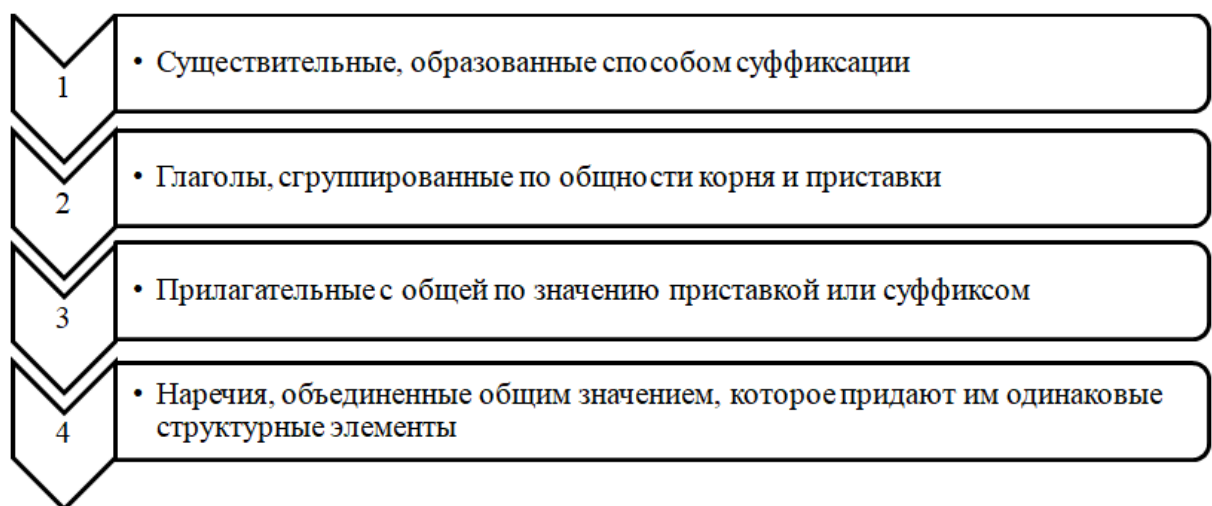 1
• Существительные, образованные способом суффиксации
2
• Глаголы, сгруппированные по общности корня и приставки
3
• Прилагательные с общей по значению приставкой или суффиксом
4
• Наречия, объединенные общим значением, которое придают им одинаковые
структурные элементы